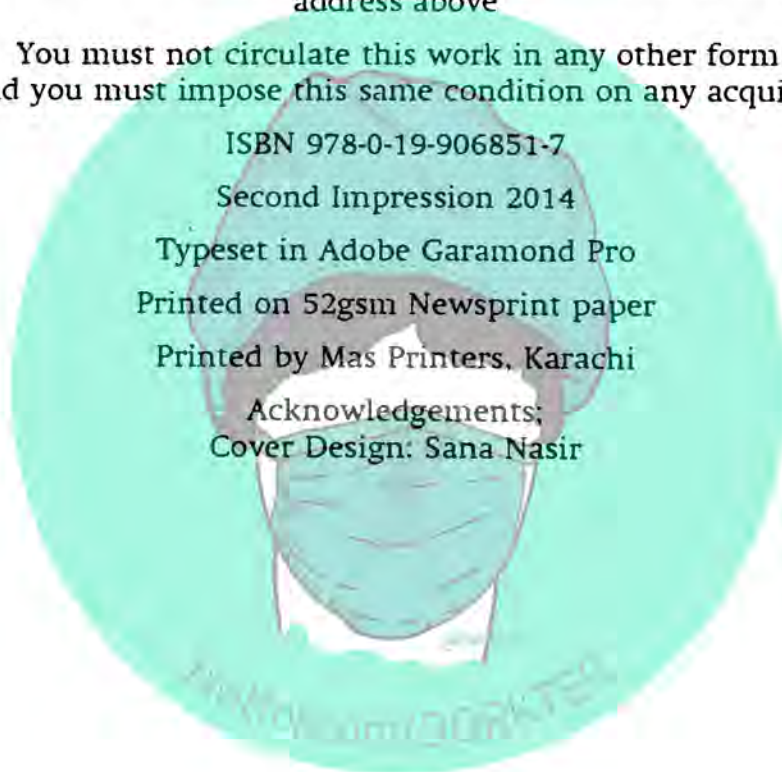 address above
You must not circulate this work in any other form
d you must impose this same condition on any acqui
ISBN 978-0-19-906851-7
Second Impression 2014
Typeset in Adobe Garamond Pro
Printed on 52gsm Newsprint paper
Printed by Mas Printers, Karachi
Acknowledgements:
Cover Design: Sana Nasir